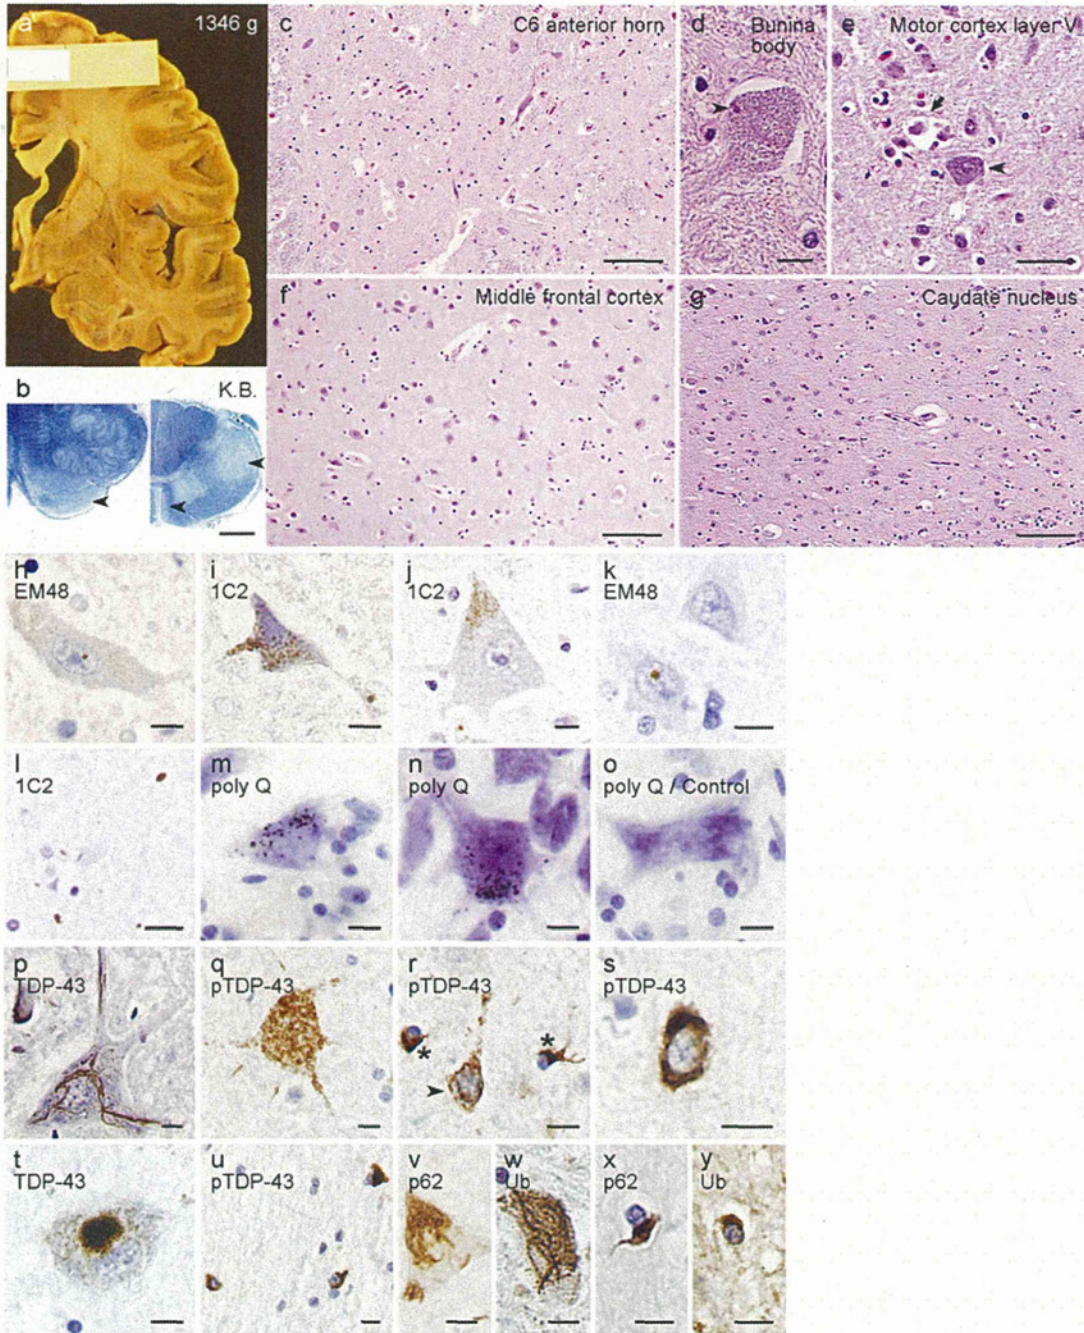 a 1346 g
c C6 anterior horn
d Bunina body
e Motor cortex layer V
b K.B.
f Middle frontal cortex
g Caudate nucleus
h EM48
i 1C2
j 1C2
k EM48
l 1C2
m poly Q
n poly Q
o poly Q / Control
p TDP-43
q pTDP-43
r pTDP-43
* *
s pTDP-43
t TDP-43
u pTDP-43
v p62
w Ub
x p62
y Ub